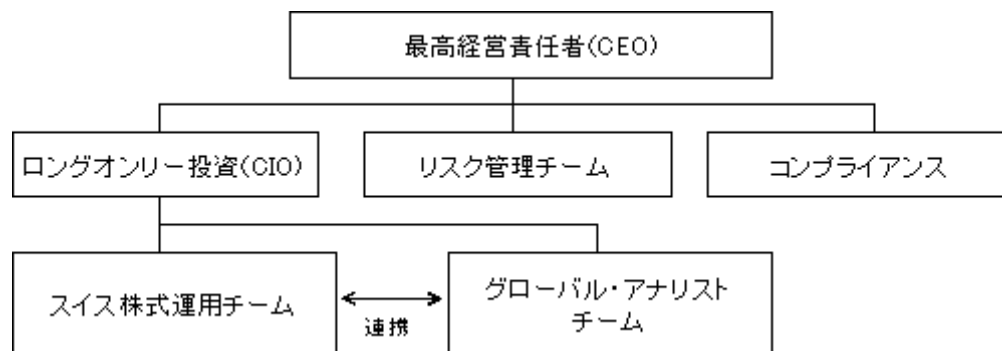 最高経営責任者(CEO)
ロングオンリー投資(CIO)
リスク管理チーム
コンプライアンス
スイス株式運用チーム
連携
グローバル・アナリスト
チーム